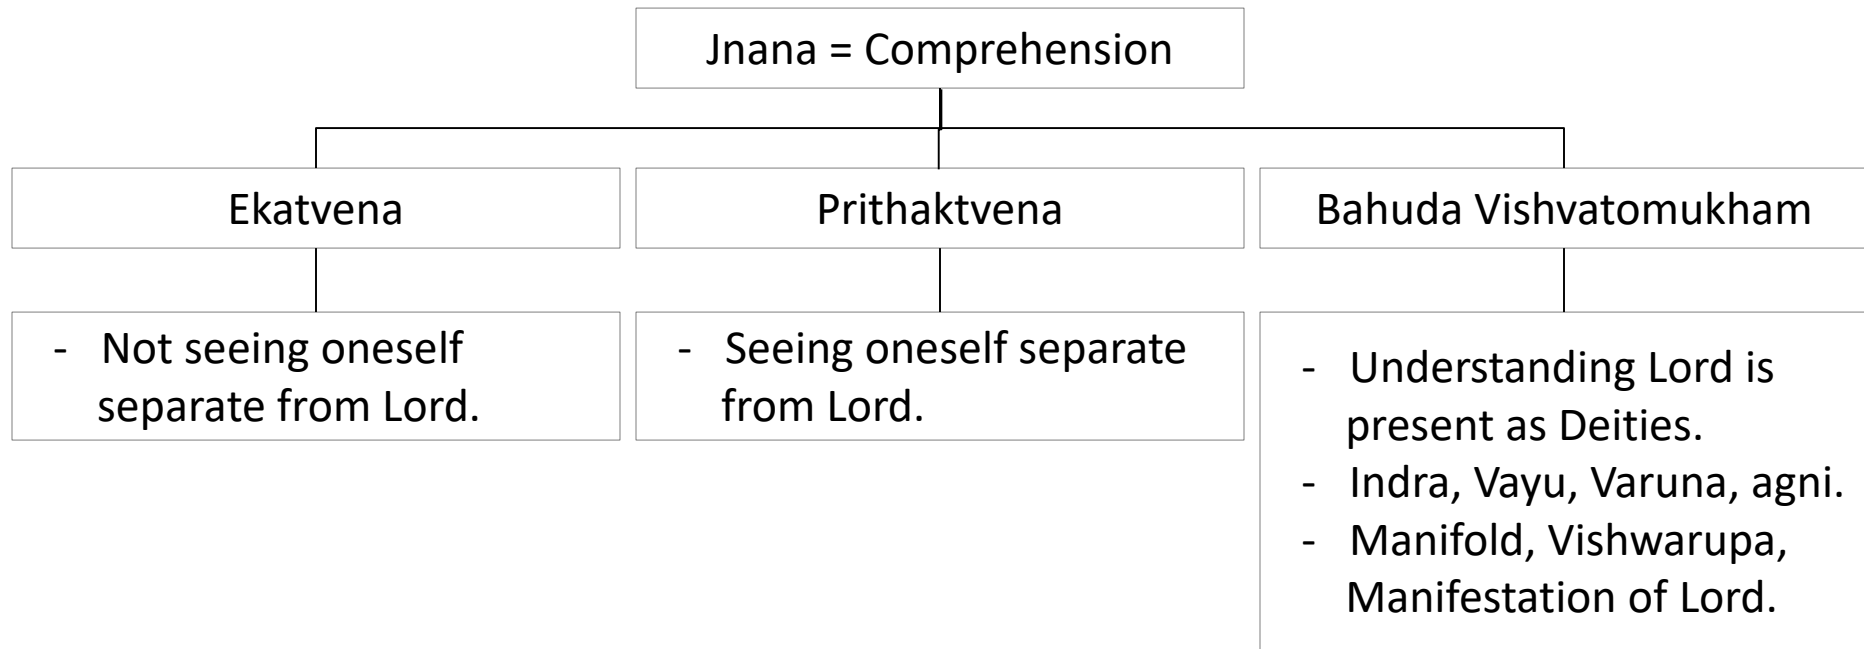 Jnana = Comprehension
Ekatvena
Prithaktvena
Bahuda Vishvatomukham
- Not seeing oneself
separate from Lord.
- Seeing oneself separate
from Lord.
- Understanding Lord is
present as Deities.
- Indra, Vayu, Varuna, agni.
- Manifold, Vishwarupa,
Manifestation of Lord.